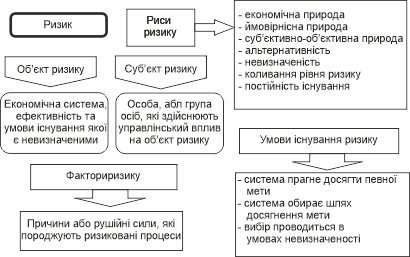 Ризик
Риси
ризику
- економічна природа
- ймовірнісна природа
- суб'єктивно-об'єктивна природа
- альтернативність
- невизначеність
- коливання рівня ризику
- постійність існування
Об'єкт ризику
Суб'єкт ризику
Економічна система,
ефективність та
умови існування якої
є невизначеними
Особа, абл група
осіб, які здійснюють
управлінський вплив
на об'єкт ризику
Умови існування ризику
- система прагне досягти певної
мети
- система обирає шлях
досягнення мети
- вибір проводиться в
умовах невизначеності
Факториризику
Причини або рушійні сили, які
породжують ризиковані процеси